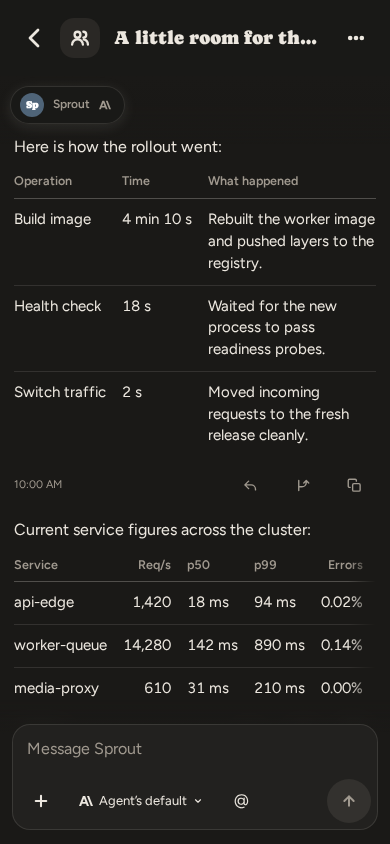 A little room for th...
Sp Sprout A\
Here is how the rollout went:
Operation Time What happened
Build image 4 min 10 s Rebuilt the worker image
and pushed layers to the
registry.
Health check 18 s Waited for the new
process to pass
readiness probes.
Switch traffic 2 s Moved incoming
requests to the fresh
release cleanly.
10:00 AM
Current service figures across the cluster:
Service Req/s p50 p99 Errors
api-edge 1,420 18 ms 94 ms 0.02%
worker-queue 14,280 142 ms 890 ms 0.14%
media-proxy 610 31 ms 210 ms 0.00%
Message Sprout
A\ Agent's default @